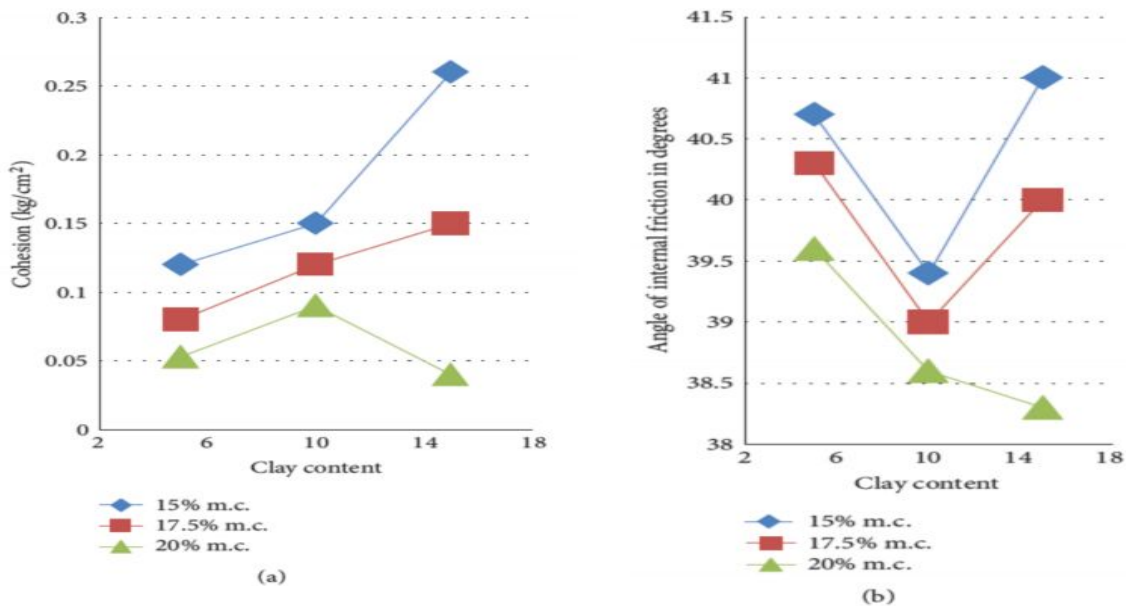 0.3
0.25
0.2
0.15
0.1
0.05
0
Cohesion (kg/cm²)
2 6 10 14 18
Clay content
15% m.c.
17.5% m.c.
20% m.c.
(a)
41.5
41
40.5
40
39.5
39
38.5
38
Angle of internal friction in degrees
2 6 10 14 18
Clay content
15% m.c.
17.5% m.c.
20% m.c.
(b)